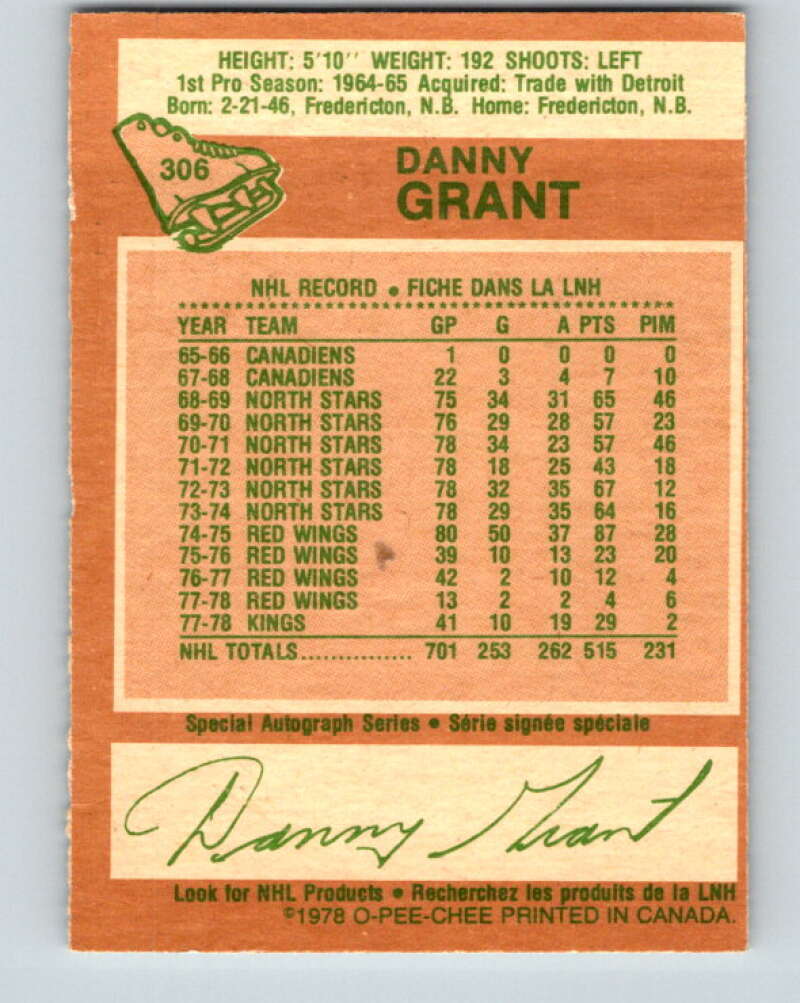 HEIGHT: 5'10'' WEIGHT: 192 SHOOTS: LEFT
1st Pro Season: 1964-65 Acquired: Trade with Detroit
Born: 2-21-46, Fredericton, N.B. Home: Fredericton, N.B.
306
DANNY
GRANT
NHL RECORD • FICHE DANS LA LNH
YEAR TEAM GP G A PTS PIM
65-66 CANADIENS 1 0 0 0 0
67-68 CANADIENS 22 3 4 7 10
68-69 NORTH STARS 75 34 31 65 46
69-70 NORTH STARS 76 29 28 57 23
70-71 NORTH STARS 78 34 23 57 46
71-72 NORTH STARS 78 18 25 43 18
72-73 NORTH STARS 78 32 35 67 12
73-74 NORTH STARS 78 29 35 64 16
74-75 RED WINGS 80 50 37 87 28
75-76 RED WINGS 39 10 13 23 20
76-77 RED WINGS 42 2 10 12 4
77-78 RED WINGS 13 2 2 4 6
77-78 KINGS 41 10 19 29 2
NHL TOTALS............... 701 253 262 515 231
Special Autograph Series • Série signée spéciale
Danny Grant
Look for NHL Products • Recherchez les produits de la LNH
©1978 O-PEE-CHEE PRINTED IN CANADA.